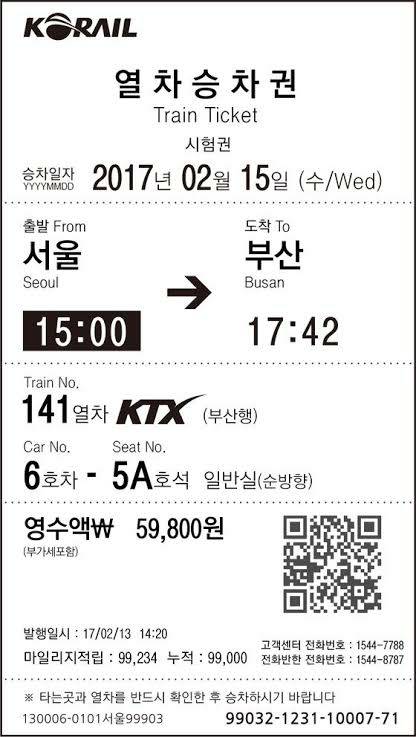 KORAIL
열 차 승 차 권
Train Ticket
시험권
승차일자 2017년 02월 15일 (수/Wed)
YYYYMMDD
출발 From 도착 To
서울 부산
Seoul Busan
15:00 17:42
Train No.
141열차 KTX (부산행)
Car No. Seat No.
6호차 - 5A호석 일반실(순방향)
영수액₩ 59,800원
(부가세포함)
발행일시 : 17/02/13 14:20
고객센터 전화번호 : 1544-7788
마일리지적립 : 99,234 누적 : 99,000 전화반한 전화번호 : 1544-8787
※ 타는곳과 열차를 반드시 확인한 후 승차하시기 바랍니다
130006-0101서울99903 99032-1231-10007-71